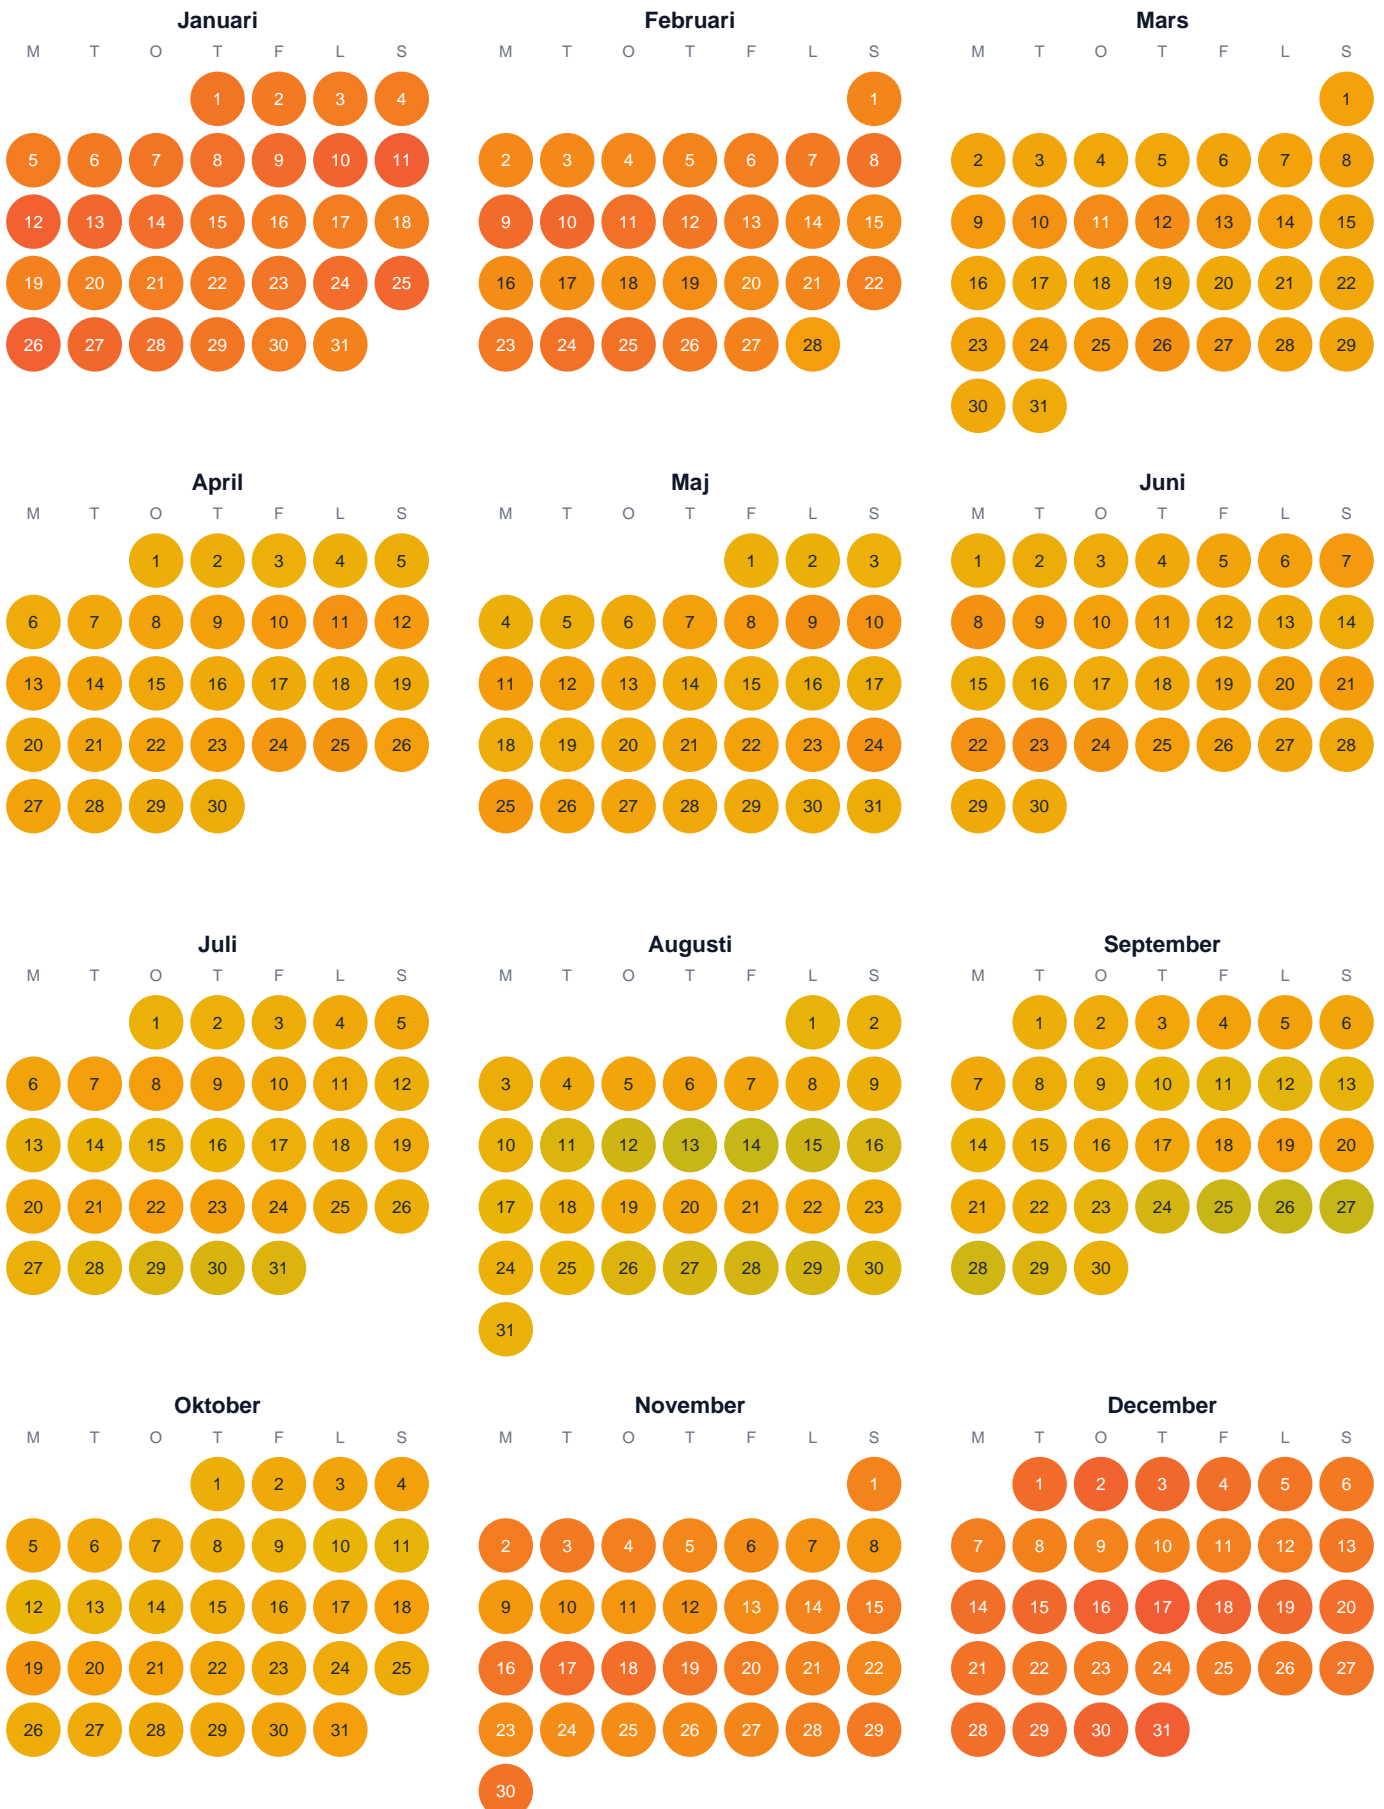 Januari
M T O T F L S
1 2 3 4
5 6 7 8 9 10 11
12 13 14 15 16 17 18
19 20 21 22 23 24 25
26 27 28 29 30 31
Februari
M T O T F L S
1
2 3 4 5 6 7 8
9 10 11 12 13 14 15
16 17 18 19 20 21 22
23 24 25 26 27 28
Mars
M T O T F L S
1
2 3 4 5 6 7 8
9 10 11 12 13 14 15
16 17 18 19 20 21 22
23 24 25 26 27 28 29
30 31
April
M T O T F L S
1 2 3 4 5
6 7 8 9 10 11 12
13 14 15 16 17 18 19
20 21 22 23 24 25 26
27 28 29 30
Maj
M T O T F L S
1 2 3
4 5 6 7 8 9 10
11 12 13 14 15 16 17
18 19 20 21 22 23 24
25 26 27 28 29 30 31
Juni
M T O T F L S
1 2 3 4 5 6 7
8 9 10 11 12 13 14
15 16 17 18 19 20 21
22 23 24 25 26 27 28
29 30
Juli
M T O T F L S
1 2 3 4 5
6 7 8 9 10 11 12
13 14 15 16 17 18 19
20 21 22 23 24 25 26
27 28 29 30 31
Augusti
M T O T F L S
1 2
3 4 5 6 7 8 9
10 11 12 13 14 15 16
17 18 19 20 21 22 23
24 25 26 27 28 29 30
31
September
M T O T F L S
1 2 3 4 5 6
7 8 9 10 11 12 13
14 15 16 17 18 19 20
21 22 23 24 25 26 27
28 29 30
Oktober
M T O T F L S
1 2 3 4
5 6 7 8 9 10 11
12 13 14 15 16 17 18
19 20 21 22 23 24 25
26 27 28 29 30 31
November
M T O T F L S
1
2 3 4 5 6 7 8
9 10 11 12 13 14 15
16 17 18 19 20 21 22
23 24 25 26 27 28 29
30
December
M T O T F L S
1 2 3 4 5 6
7 8 9 10 11 12 13
14 15 16 17 18 19 20
21 22 23 24 25 26 27
28 29 30 31